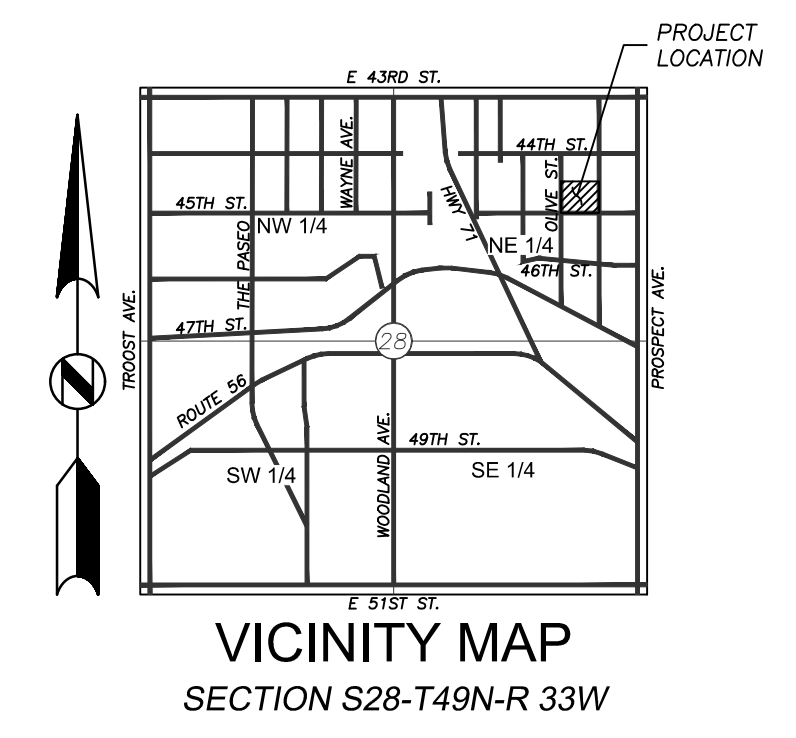 PROJECT
LOCATION
E 43RD ST.
44TH ST.
WAYNE AVE.
OLIVE ST.
45TH ST.
HWY 71
NW 1/4
NE 1/4
THE PASEO
46TH ST.
TROOST AVE.
PROSPECT AVE.
47TH ST.
28
N
ROUTE 56
WOODLAND AVE.
49TH ST.
SW 1/4
SE 1/4
E 51ST ST.
VICINITY MAP
SECTION S28-T49N-R 33W